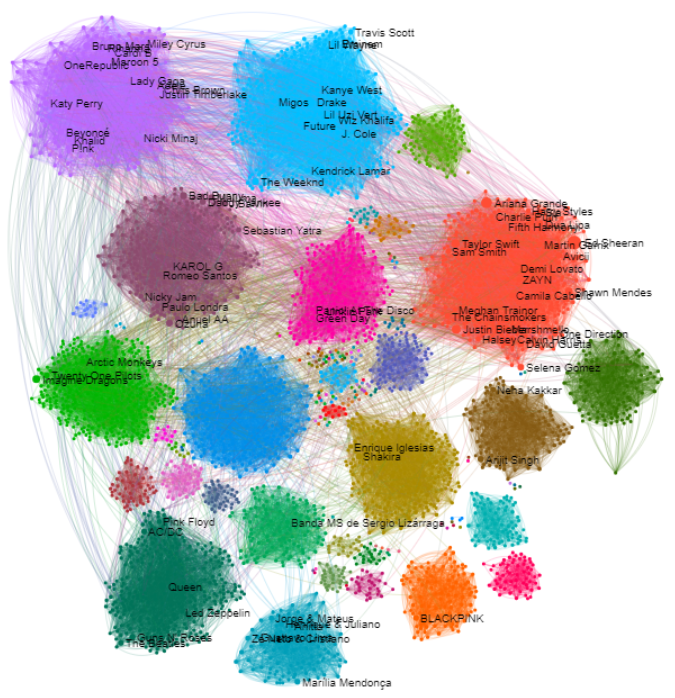 Travis Scott
Miley Cyrus
OneRepublic
Maroon 5
Lady Gaga
Chris Brown
Justin Timberlake
Katy Perry
Beyoncé
Khalid
P!nk
Nicki Minaj
Lil Wayne
Kanye West
Migos
Drake
Lil Uzi Vert
Wiz Khalifa
Future
J. Cole
Kendrick Lamar
The Weeknd
Bad Bunny
Sebastian Yatra
KAROL G
Romeo Santos
Nicky Jam
Paulo Londra
Anuel AA
Ozuna
Ariana Grande
Charlie Puth
Harry Styles
Dua Lipa
Fifth Harmony
Taylor Swift
Sam Smith
Martin Garrix
Ed Sheeran
Avicii
Demi Lovato
ZAYN
Camila Cabello
Shawn Mendes
Meghan Trainor
The Chainsmokers
Justin Bieber
Marshmello
Halsey
Calvin Harris
One Direction
David Guetta
Selena Gomez
Panic! At The Disco
Green Day
Arctic Monkeys
Twenty One Pilots
Imagine Dragons
Neha Kakkar
Arijit Singh
Enrique Iglesias
Shakira
Banda MS de Sergio Lizárraga
Pink Floyd
AC/DC
Queen
Led Zeppelin
Guns N' Roses
The Beatles
Jorge & Mateus
Henrique & Juliano
Gusttavo Lima
Zé Neto & Cristiano
Marília Mendonça
BLACKPINK